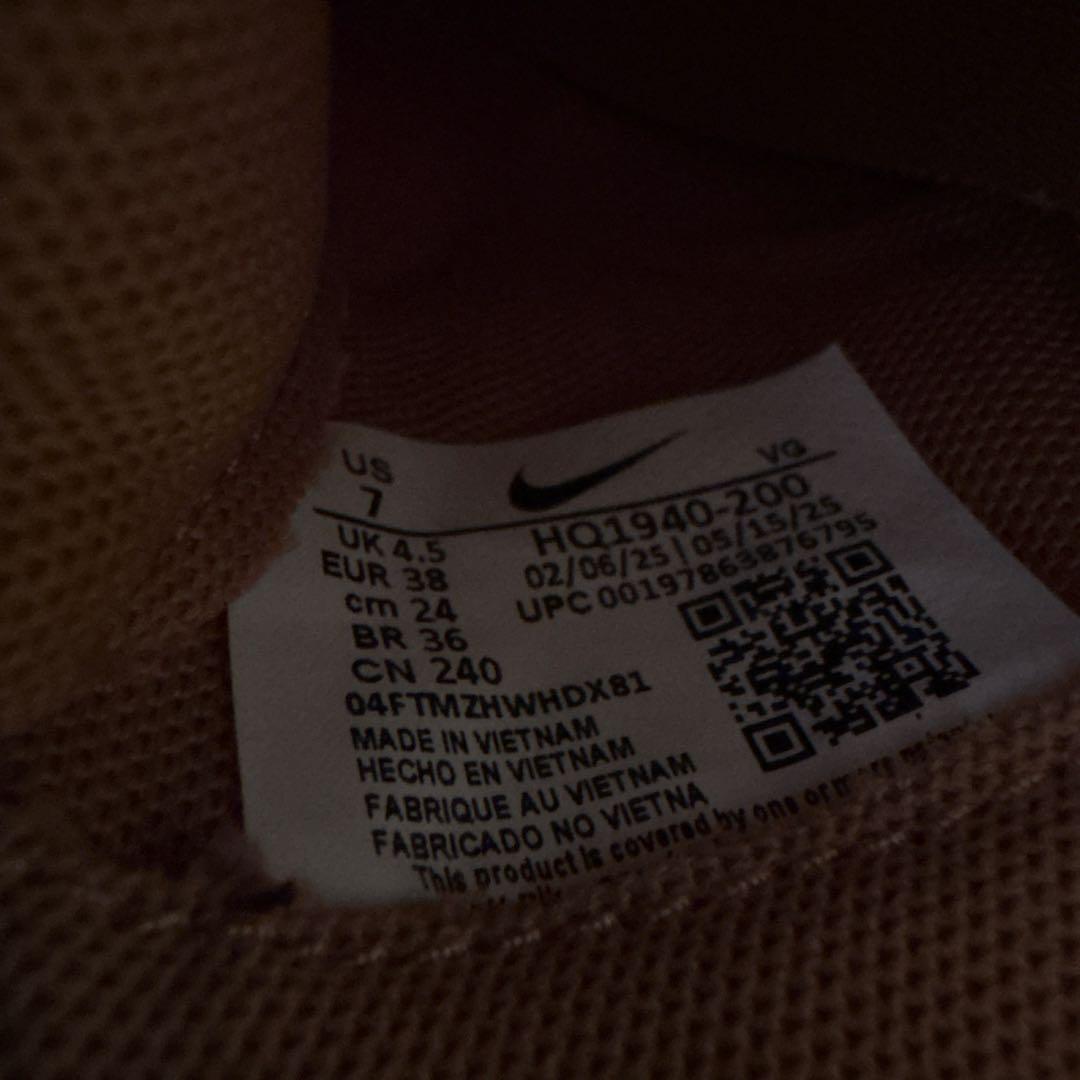 US
7
UK 4.5
EUR 38
cm 24
BR 36
CN 240
04FTMZHWHDX81
MADE IN VIETNAM
HECHO EN VIETNAM
FABRIQUE AU VIETNAM
FABRICADO NO VIETNA
This product is covered by one or
VG
HQ1940-200
02/06/25 | 05/15/25
UPC 00197863876795